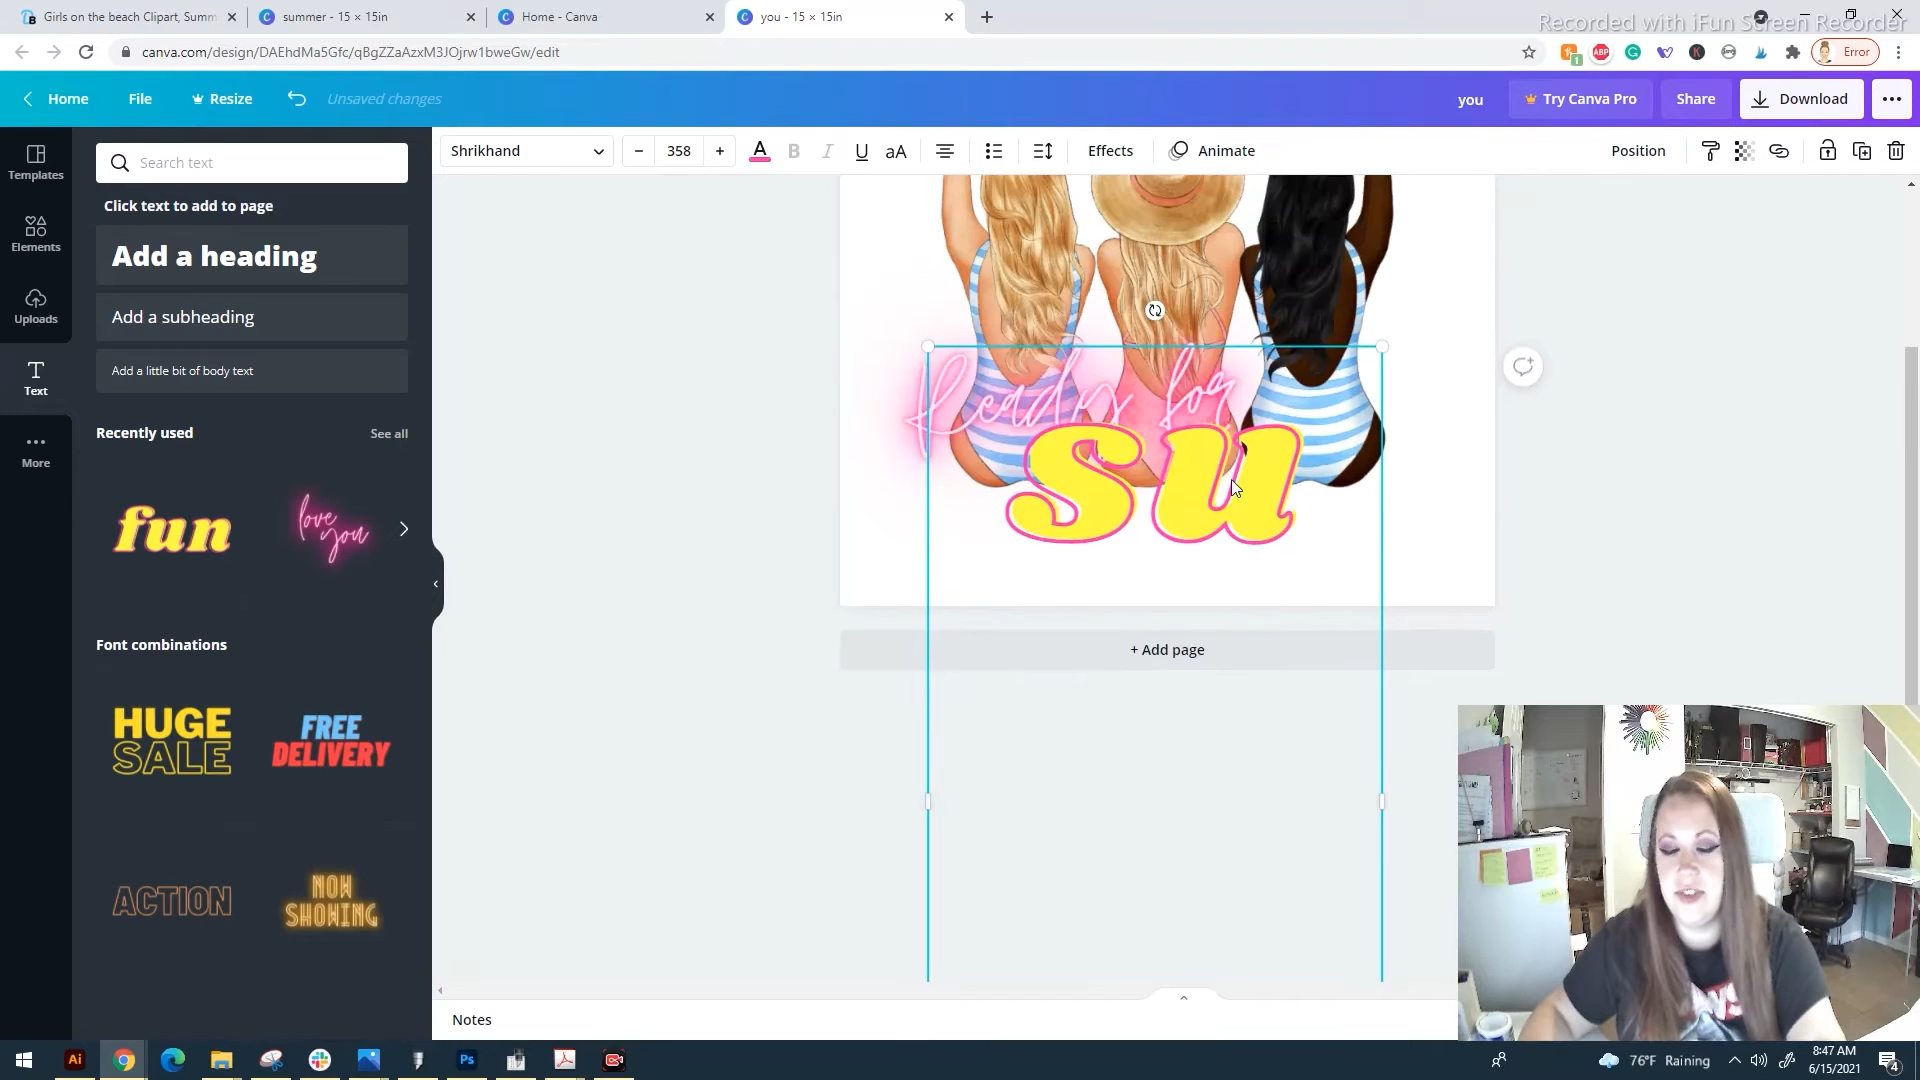 Girls on the beach Clipart, Summ
summer - 15 × 15in
Home - Canva
you - 15 × 15in
Recorded with iFun Screen Recorder
canva.com/design/DAEhdMa5Gfc/qBgZZaAzxM3JOjrw1bweGw/edit
ABP
Error
Home
File
Resize
Unsaved changes
you
Try Canva Pro
Share
Download
Templates
Elements
Uploads
Text
More
Search text
Shrikhand
358
A
B
I
U
aA
Effects
Animate
Position
Click text to add to page
Add a heading
Add a subheading
Add a little bit of body text
Recently used
See all
fun
love
you
Font combinations
HUGE
SALE
FREE
DELIVERY
ACTION
NOW
SHOWING
Ready for
su
+ Add page
Notes
Ai
Ps
76°F Raining
8:47 AM
6/15/2021
4